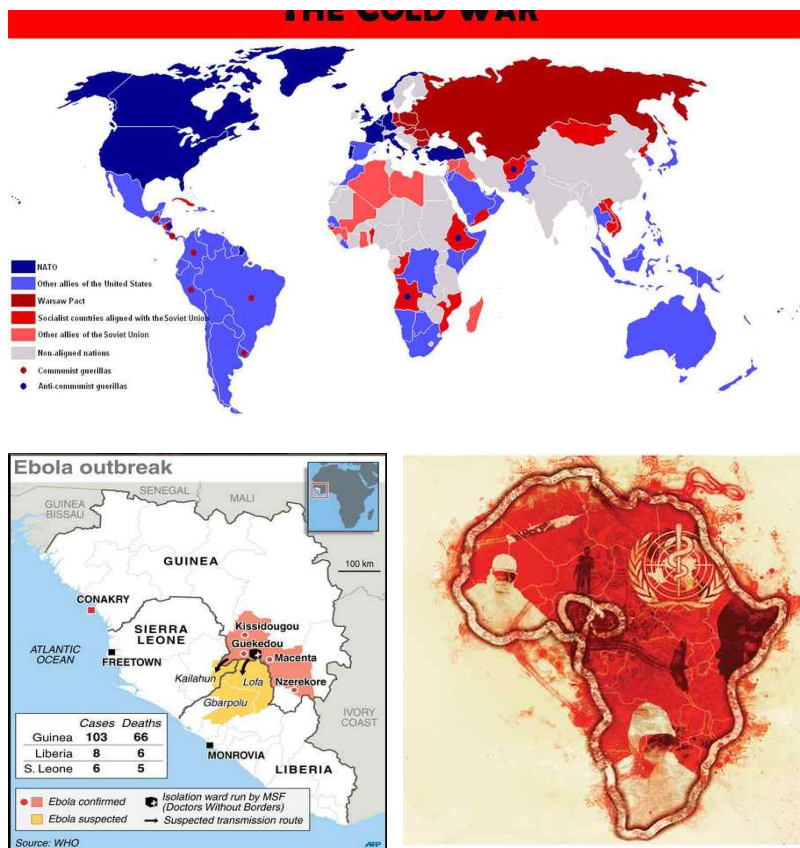 THE COLD WAR
NATO
Other allies of the United States
Warsaw Pact
Socialist countries aligned with the Soviet Union
Other allies of the Soviet Union
Non-aligned nations
Communist guerillas
Anti-communist guerillas
Ebola outbreak
SENEGAL
MALI
GUINEA
BISSAU
GUINEA
100 km
CONAKRY
SIERRA
LEONE
Kissidougou
Guekedou
Macenta
ATLANTIC
OCEAN
FREETOWN
Kailahun
Lofa
Nzerekore
Gbarpolu
IVORY
COAST
Cases Deaths
Guinea 103 66
Liberia 8 6
S. Leone 6 5
MONROVIA
LIBERIA
Ebola confirmed
Ebola suspected
Isolation ward run by MSF
(Doctors Without Borders)
Suspected transmission route
Source: WHO
AFP